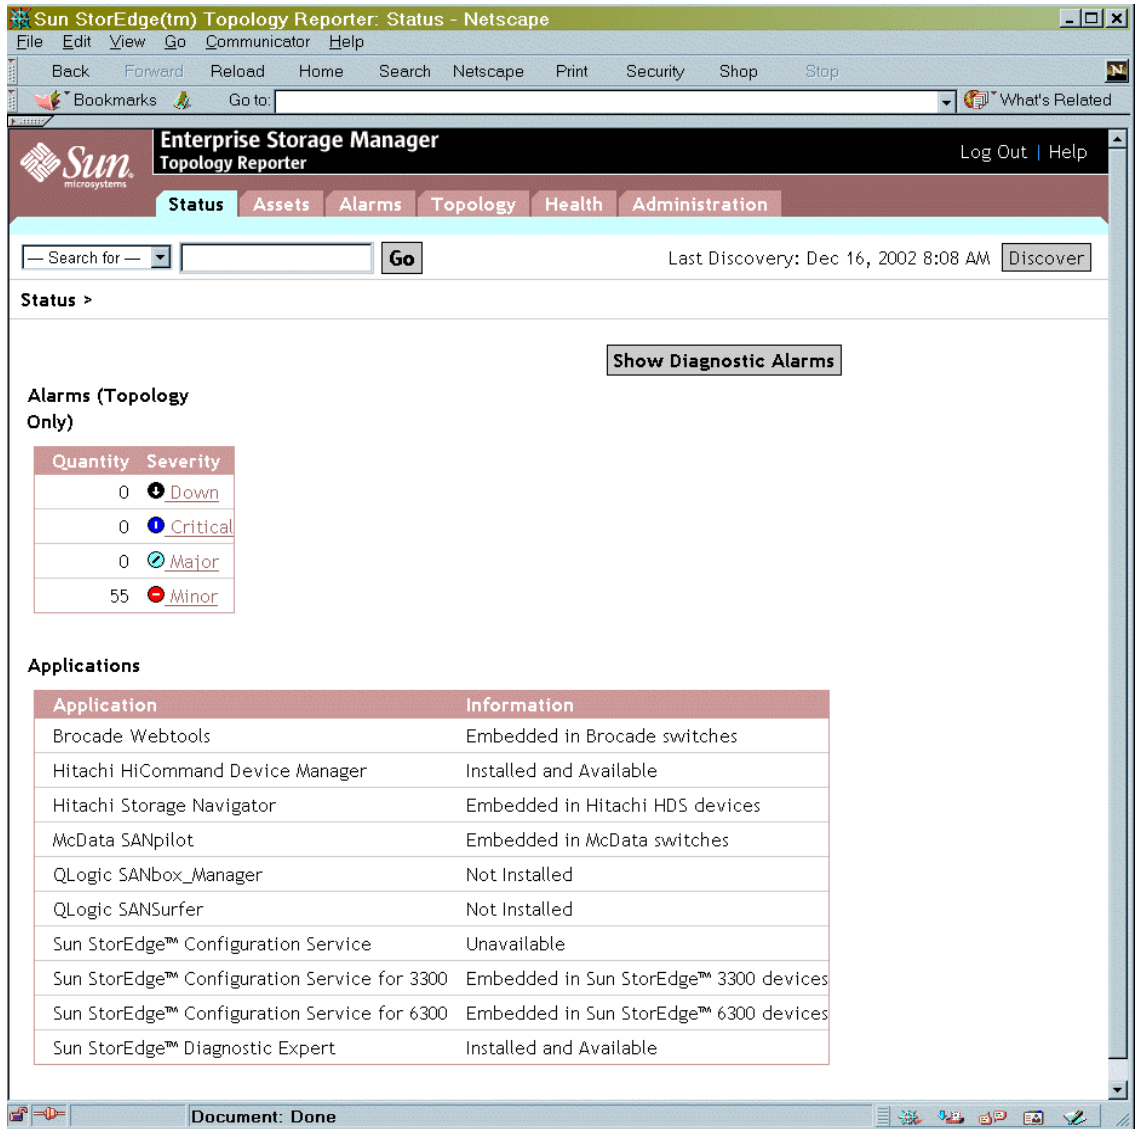 Sun StorEdge(tm) Topology Reporter: Status - Netscape
File Edit View Go Communicator Help
Back Forward Reload Home Search Netscape Print Security Shop Stop
N
Bookmarks Go to: What's Related
Sun microsystems
Enterprise Storage Manager
Topology Reporter
Log Out | Help
Status Assets Alarms Topology Health Administration
— Search for — Go Last Discovery: Dec 16, 2002 8:08 AM Discover
Status >
Show Diagnostic Alarms
Alarms (Topology
Only)
Quantity Severity
0 Down
0 Critical
0 Major
55 Minor
Applications
Application Information
Brocade Webtools Embedded in Brocade switches
Hitachi HiCommand Device Manager Installed and Available
Hitachi Storage Navigator Embedded in Hitachi HDS devices
McData SANpilot Embedded in McData switches
QLogic SANbox_Manager Not Installed
QLogic SANSurfer Not Installed
Sun StorEdge™ Configuration Service Unavailable
Sun StorEdge™ Configuration Service for 3300 Embedded in Sun StorEdge™ 3300 devices
Sun StorEdge™ Configuration Service for 6300 Embedded in Sun StorEdge™ 6300 devices
Sun StorEdge™ Diagnostic Expert Installed and Available
Document: Done